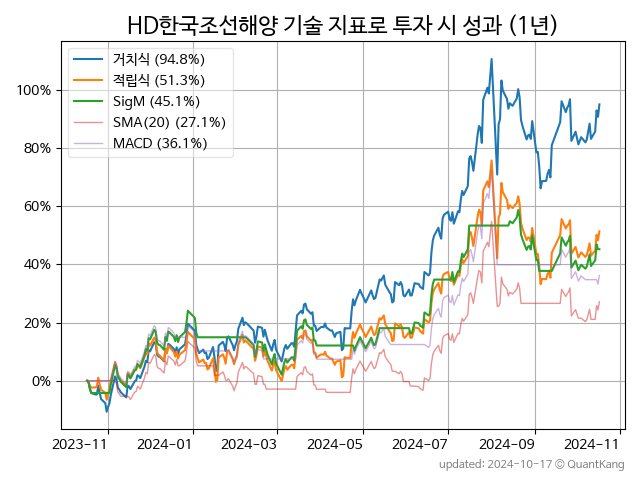 HD한국조선해양 기술 지표로 투자 시 성과 (1년)
거치식 (94.8%)
적립식 (51.3%)
SigM (45.1%)
SMA(20) (27.1%)
MACD (36.1%)
100%
80%
60%
40%
20%
0%
2023-11 2024-01 2024-03 2024-05 2024-07 2024-09 2024-11
updated: 2024-10-17 © QuantKang